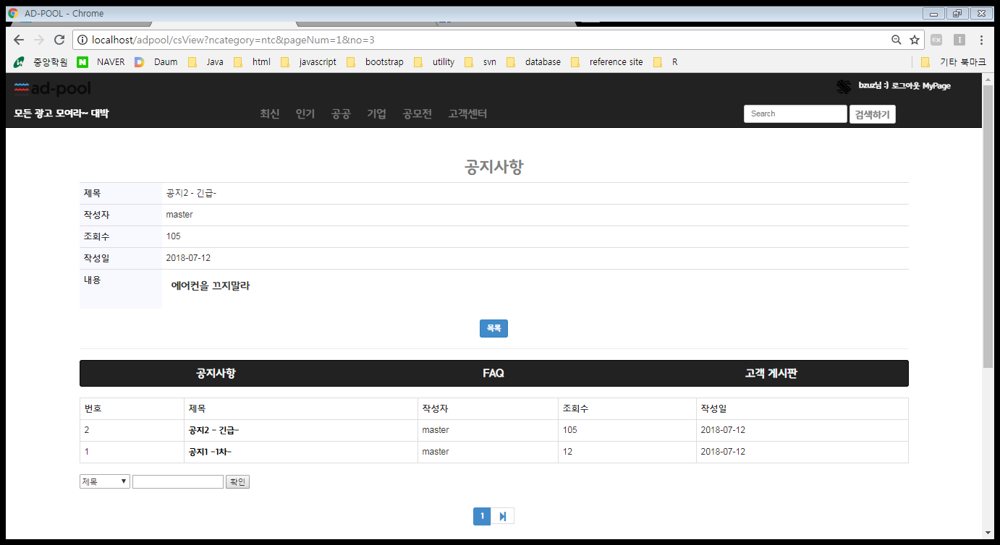 AD-POOL - Chrome
localhost/adpool/csView?ncategory=ntc&pageNum=1&no=3
중앙학원 NAVER Daum Java html javascript bootstrap utility svn database reference site R 기타 북마크
ad-pool bzuz님 :) 로그아웃 MyPage
모든 광고 모여라~ 대박 최신 인기 공공 기업 공모전 고객센터 Search 검색하기
공지사항
제목 공지2 - 긴급-
작성자 master
조회수 105
작성일 2018-07-12
내용 에어컨을 끄지말라
목록
공지사항 FAQ 고객 게시판
번호 제목 작성자 조회수 작성일
2 공지2 - 긴급- master 105 2018-07-12
1 공지1 -1차- master 12 2018-07-12
제목 확인
1